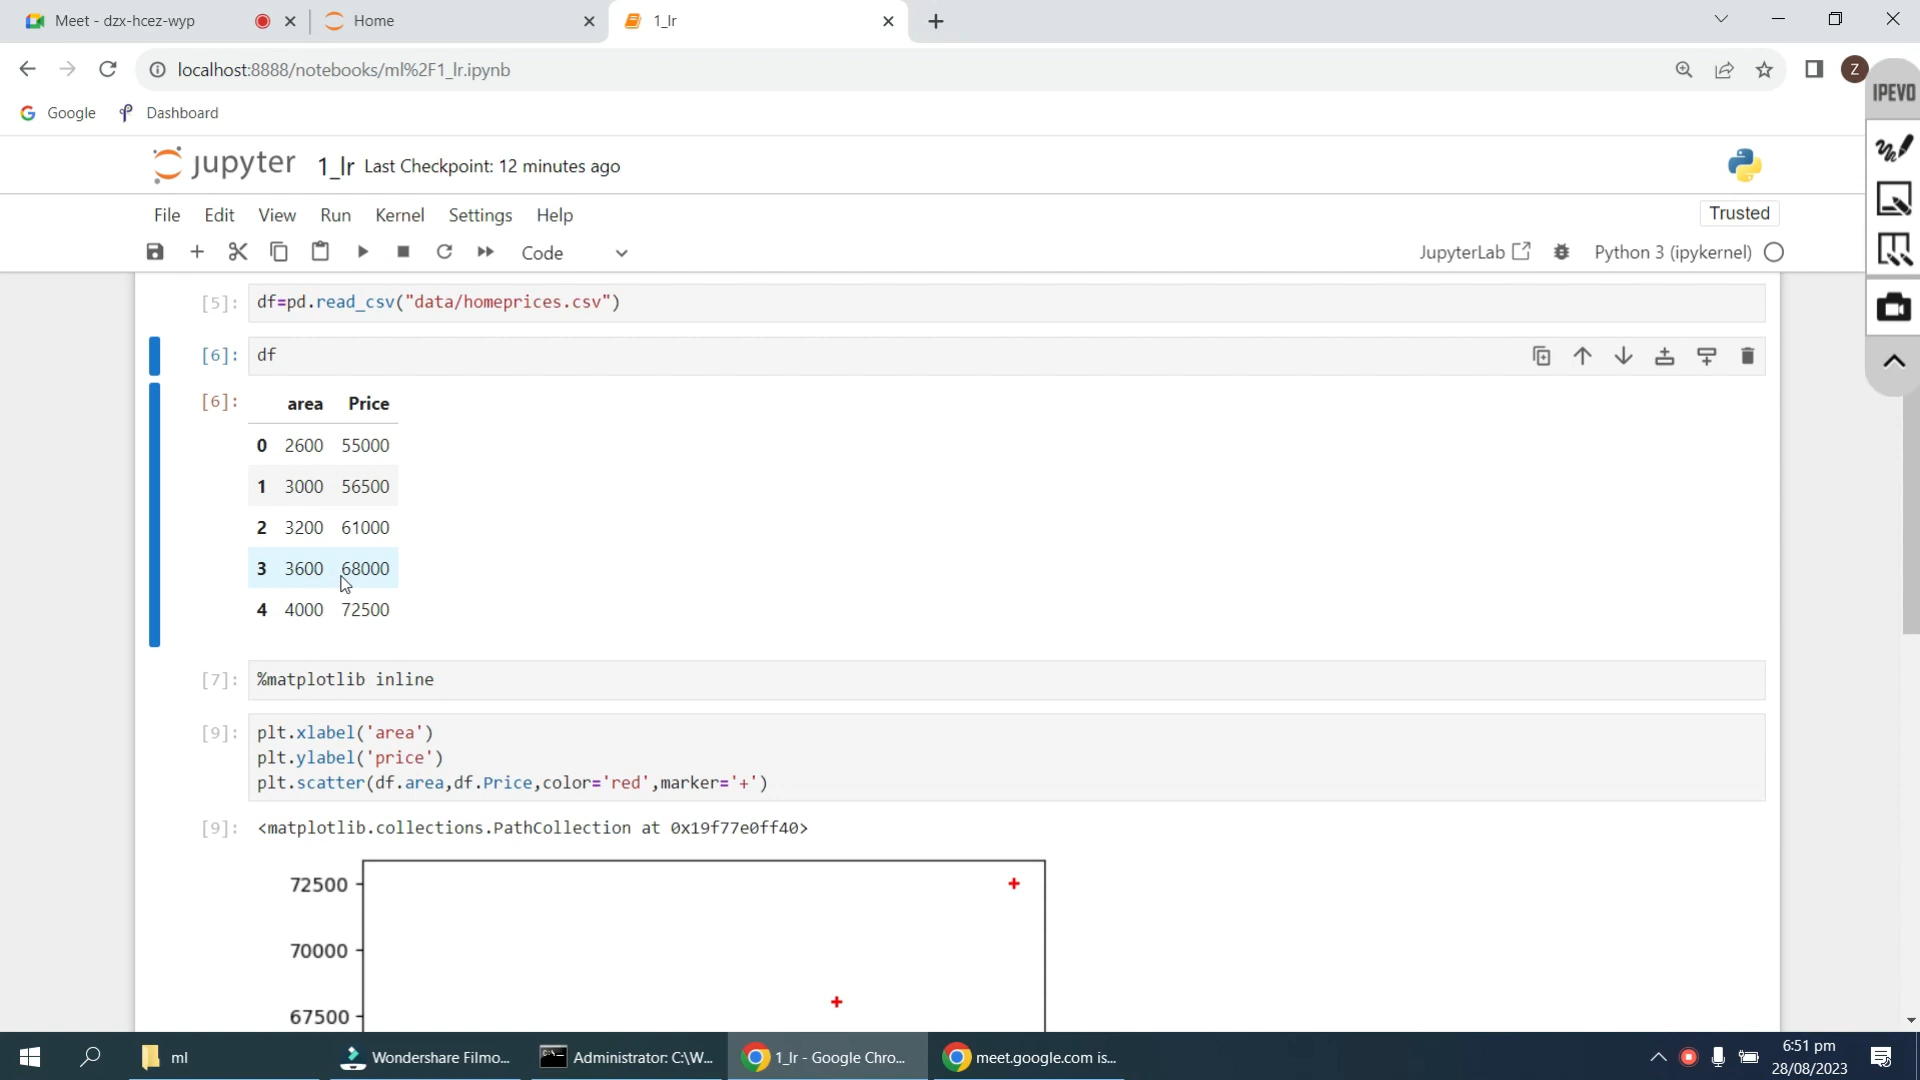 Meet - dzx-hcez-wyp
Home
1_lr
localhost:8888/notebooks/ml%2F1_lr.ipynb
Z
IPEVO
Google
Dashboard
jupyter 1_lr Last Checkpoint: 12 minutes ago
File Edit View Run Kernel Settings Help
Trusted
Code
JupyterLab
Python 3 (ipykernel)
[5]: df=pd.read_csv("data/homeprices.csv")
[6]: df
[6]: area Price
0 2600 55000
1 3000 56500
2 3200 61000
3 3600 68000
4 4000 72500
[7]: %matplotlib inline
[9]: plt.xlabel('area')
plt.ylabel('price')
plt.scatter(df.area,df.Price,color='red',marker='+')
[9]: <matplotlib.collections.PathCollection at 0x19f77e0ff40>
72500
70000
67500
ml
Wondershare Filmo...
Administrator: C:\W...
1_lr - Google Chro...
meet.google.com is...
6:51 pm
28/08/2023